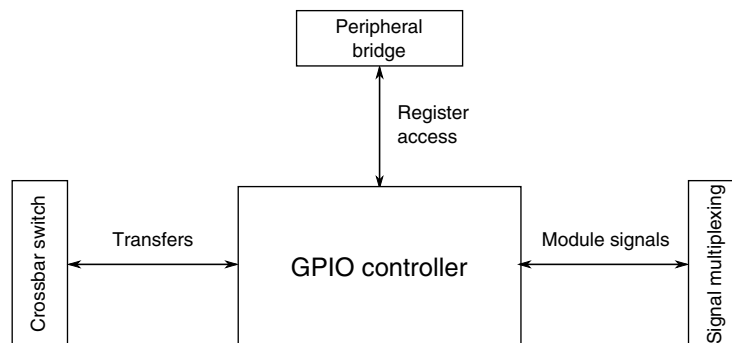 Peripheral
bridge
Register
access
Crossbar switch
Transfers
GPIO controller
Module signals
Signal multiplexing